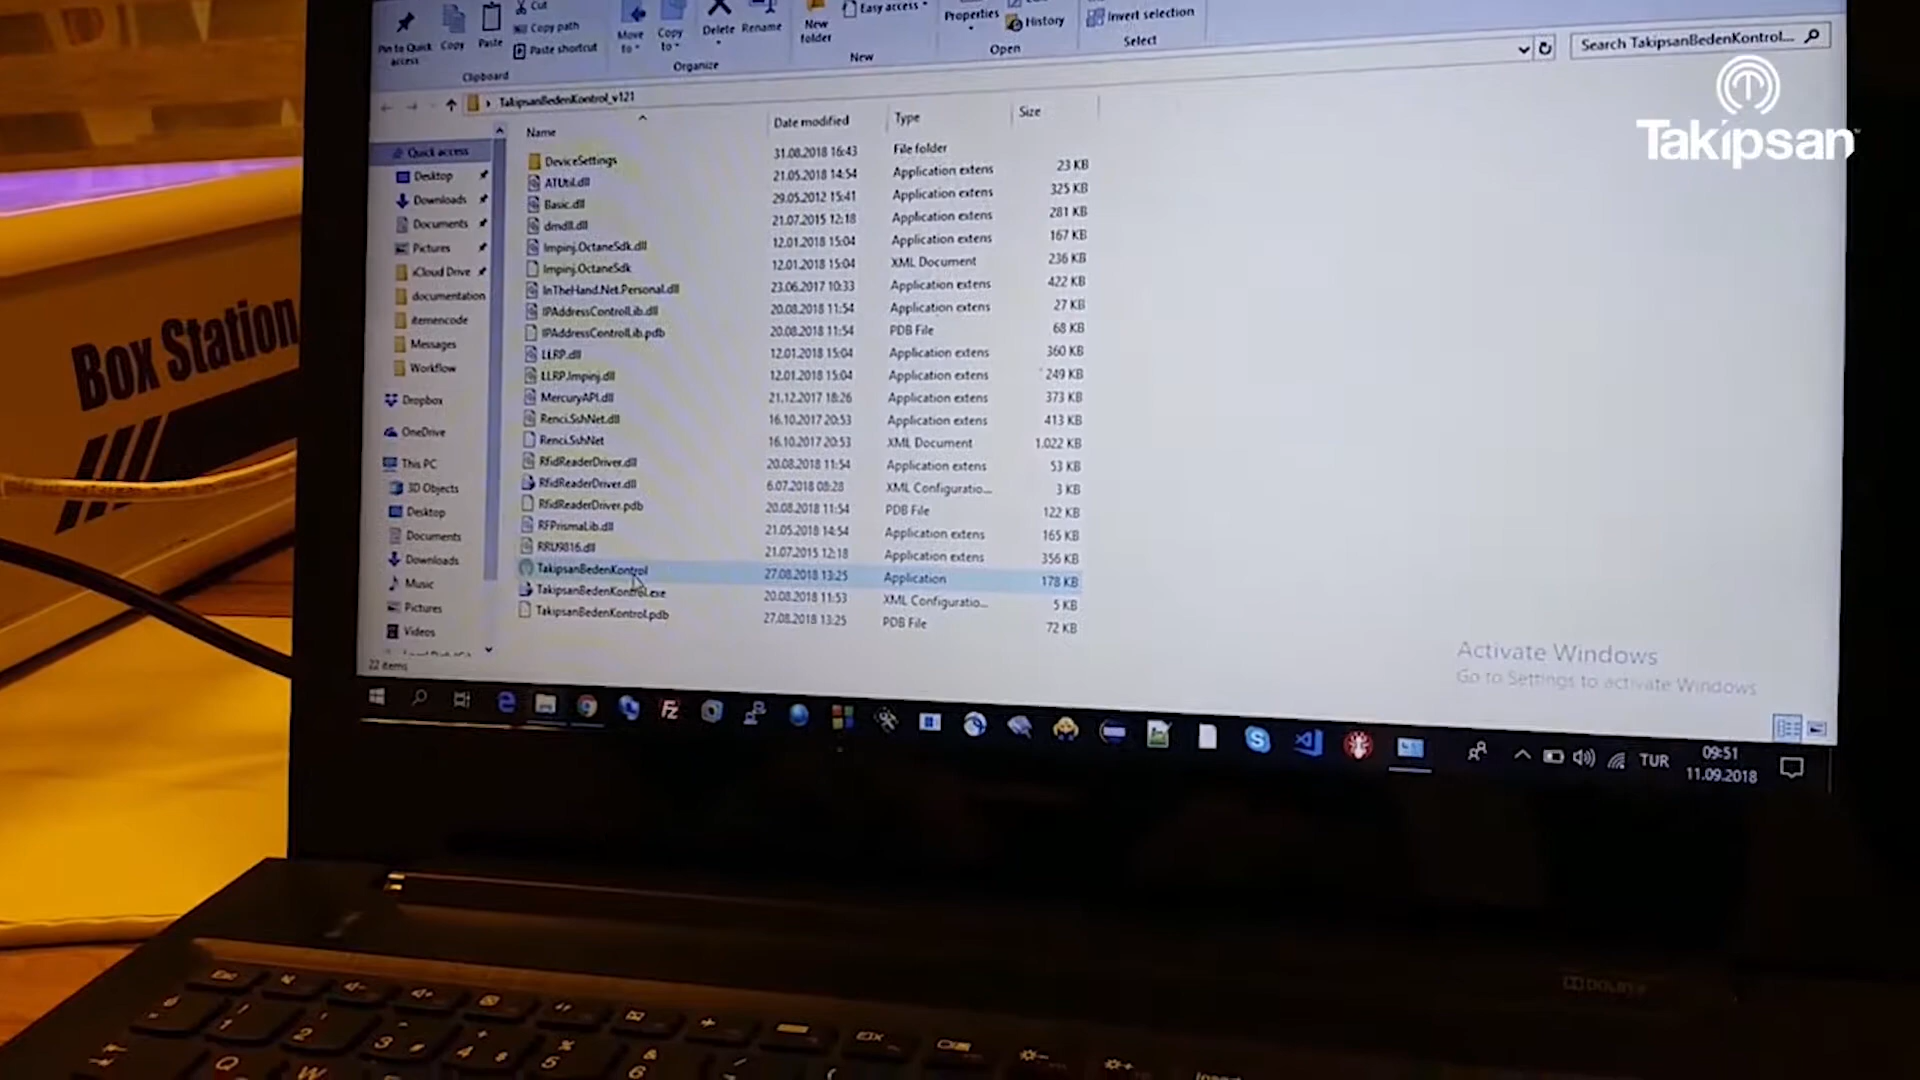 Cut
Copy path
Paste shortcut
Pin to Quick access
Copy
Paste
Clipboard
Move to
Copy to
Delete
Rename
Organize
New folder
Easy access
New
Properties
History
Open
Invert selection
Select
TakipsanBedenKontrol_v121
Search TakipsanBedenKontrol...
Takipsan
Name Date modified Type Size
DeviceSettings 31.08.2018 16:43 File folder
ATUtil.dll 21.05.2018 14:54 Application extens 23 KB
Basic.dll 29.05.2012 15:41 Application extens 325 KB
dmdll.dll 21.07.2015 12:18 Application extens 281 KB
Impinj.OctaneSdk.dll 12.01.2018 15:04 Application extens 167 KB
Impinj.OctaneSdk 12.01.2018 15:04 XML Document 236 KB
InTheHand.Net.Personal.dll 23.06.2017 10:33 Application extens 422 KB
IPAddressControlLib.dll 20.08.2018 11:54 Application extens 27 KB
IPAddressControlLib.pdb 20.08.2018 11:54 PDB File 68 KB
LLRP.dll 12.01.2018 15:04 Application extens 360 KB
LLRP.Impinj.dll 12.01.2018 15:04 Application extens 249 KB
MercuryAPI.dll 21.12.2017 18:26 Application extens 373 KB
Renci.SshNet.dll 16.10.2017 20:53 Application extens 413 KB
Renci.SshNet 16.10.2017 20:53 XML Document 1.022 KB
RfidReaderDriver.dll 20.08.2018 11:54 Application extens 53 KB
RfidReaderDriver.dll 6.07.2018 08:28 XML Configuratio... 3 KB
RfidReaderDriver.pdb 20.08.2018 11:54 PDB File 122 KB
RFPrismaLib.dll 21.05.2018 14:54 Application extens 165 KB
RRU9816.dll 21.07.2015 12:18 Application extens 356 KB
TakipsanBedenKontrol 27.08.2018 13:25 Application 178 KB
TakipsanBedenKontrol.exe 20.08.2018 11:53 XML Configuratio... 5 KB
TakipsanBedenKontrol.pdb 27.08.2018 13:25 PDB File 72 KB
Quick access
Desktop
Downloads
Documents
Pictures
iCloud Drive
documentation
itemencode
Messages
Workflow
Dropbox
OneDrive
This PC
3D Objects
Desktop
Documents
Downloads
Music
Pictures
Videos
22 items
Activate Windows
Go to Settings to activate Windows
TUR
09:51
11.09.2018
Box Station
Esc
1 2 3 4 5 6
Q W